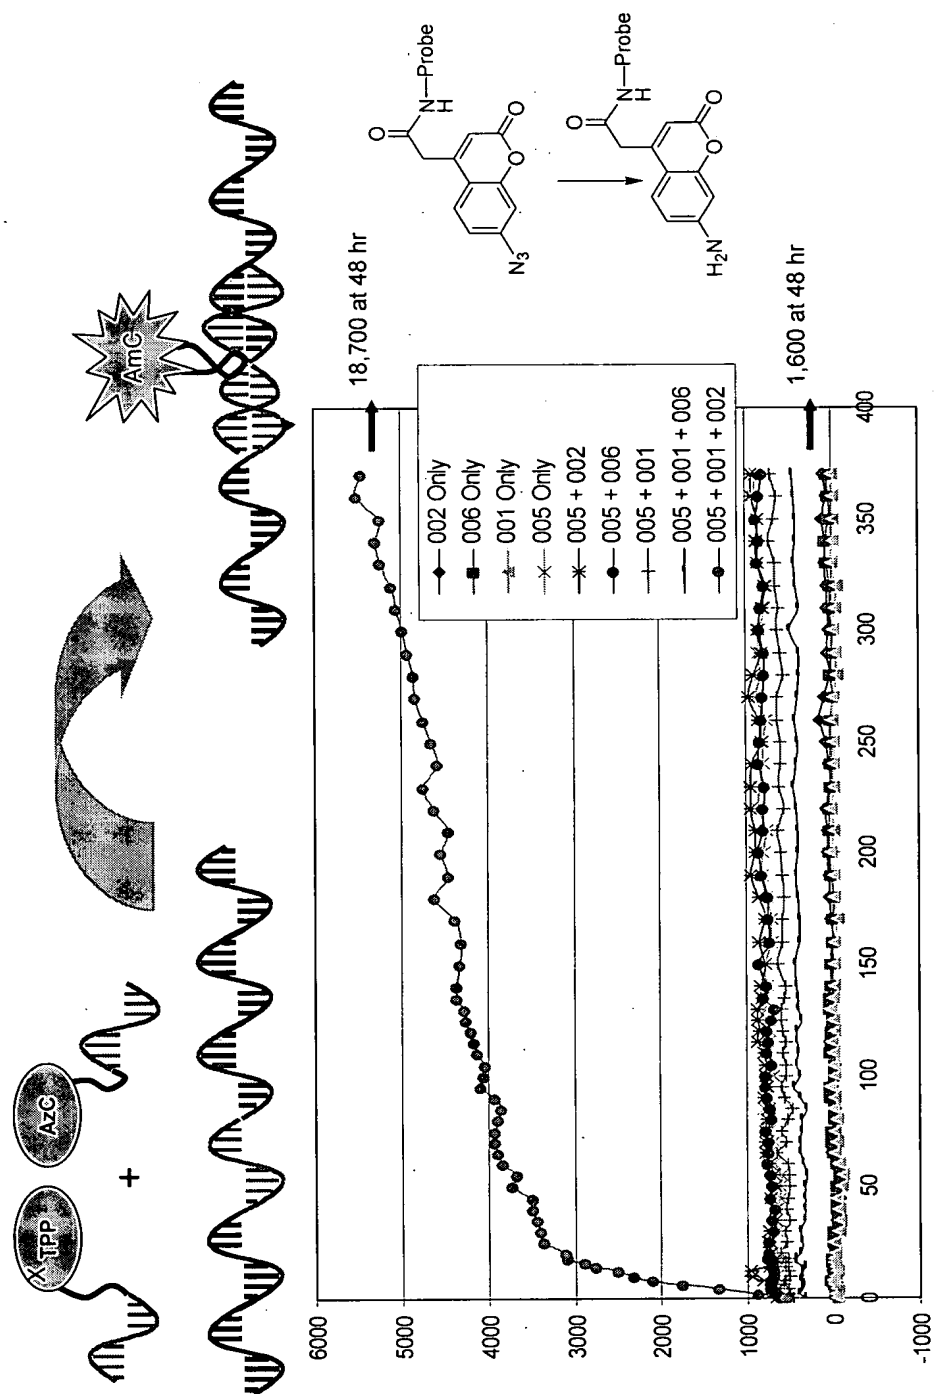 X
TPP
+
AzC
AmC
O
N—Probe
H
O
O
N3
O
N—Probe
H
O
O
H2N
18,700 at 48 hr
1,600 at 48 hr
002 Only
006 Only
001 Only
005 Only
005 + 002
005 + 006
005 + 001
005 + 001 + 006
005 + 001 + 002
6000
5000
4000
3000
2000
1000
0
-1000
0
50
100
150
200
250
300
350
400